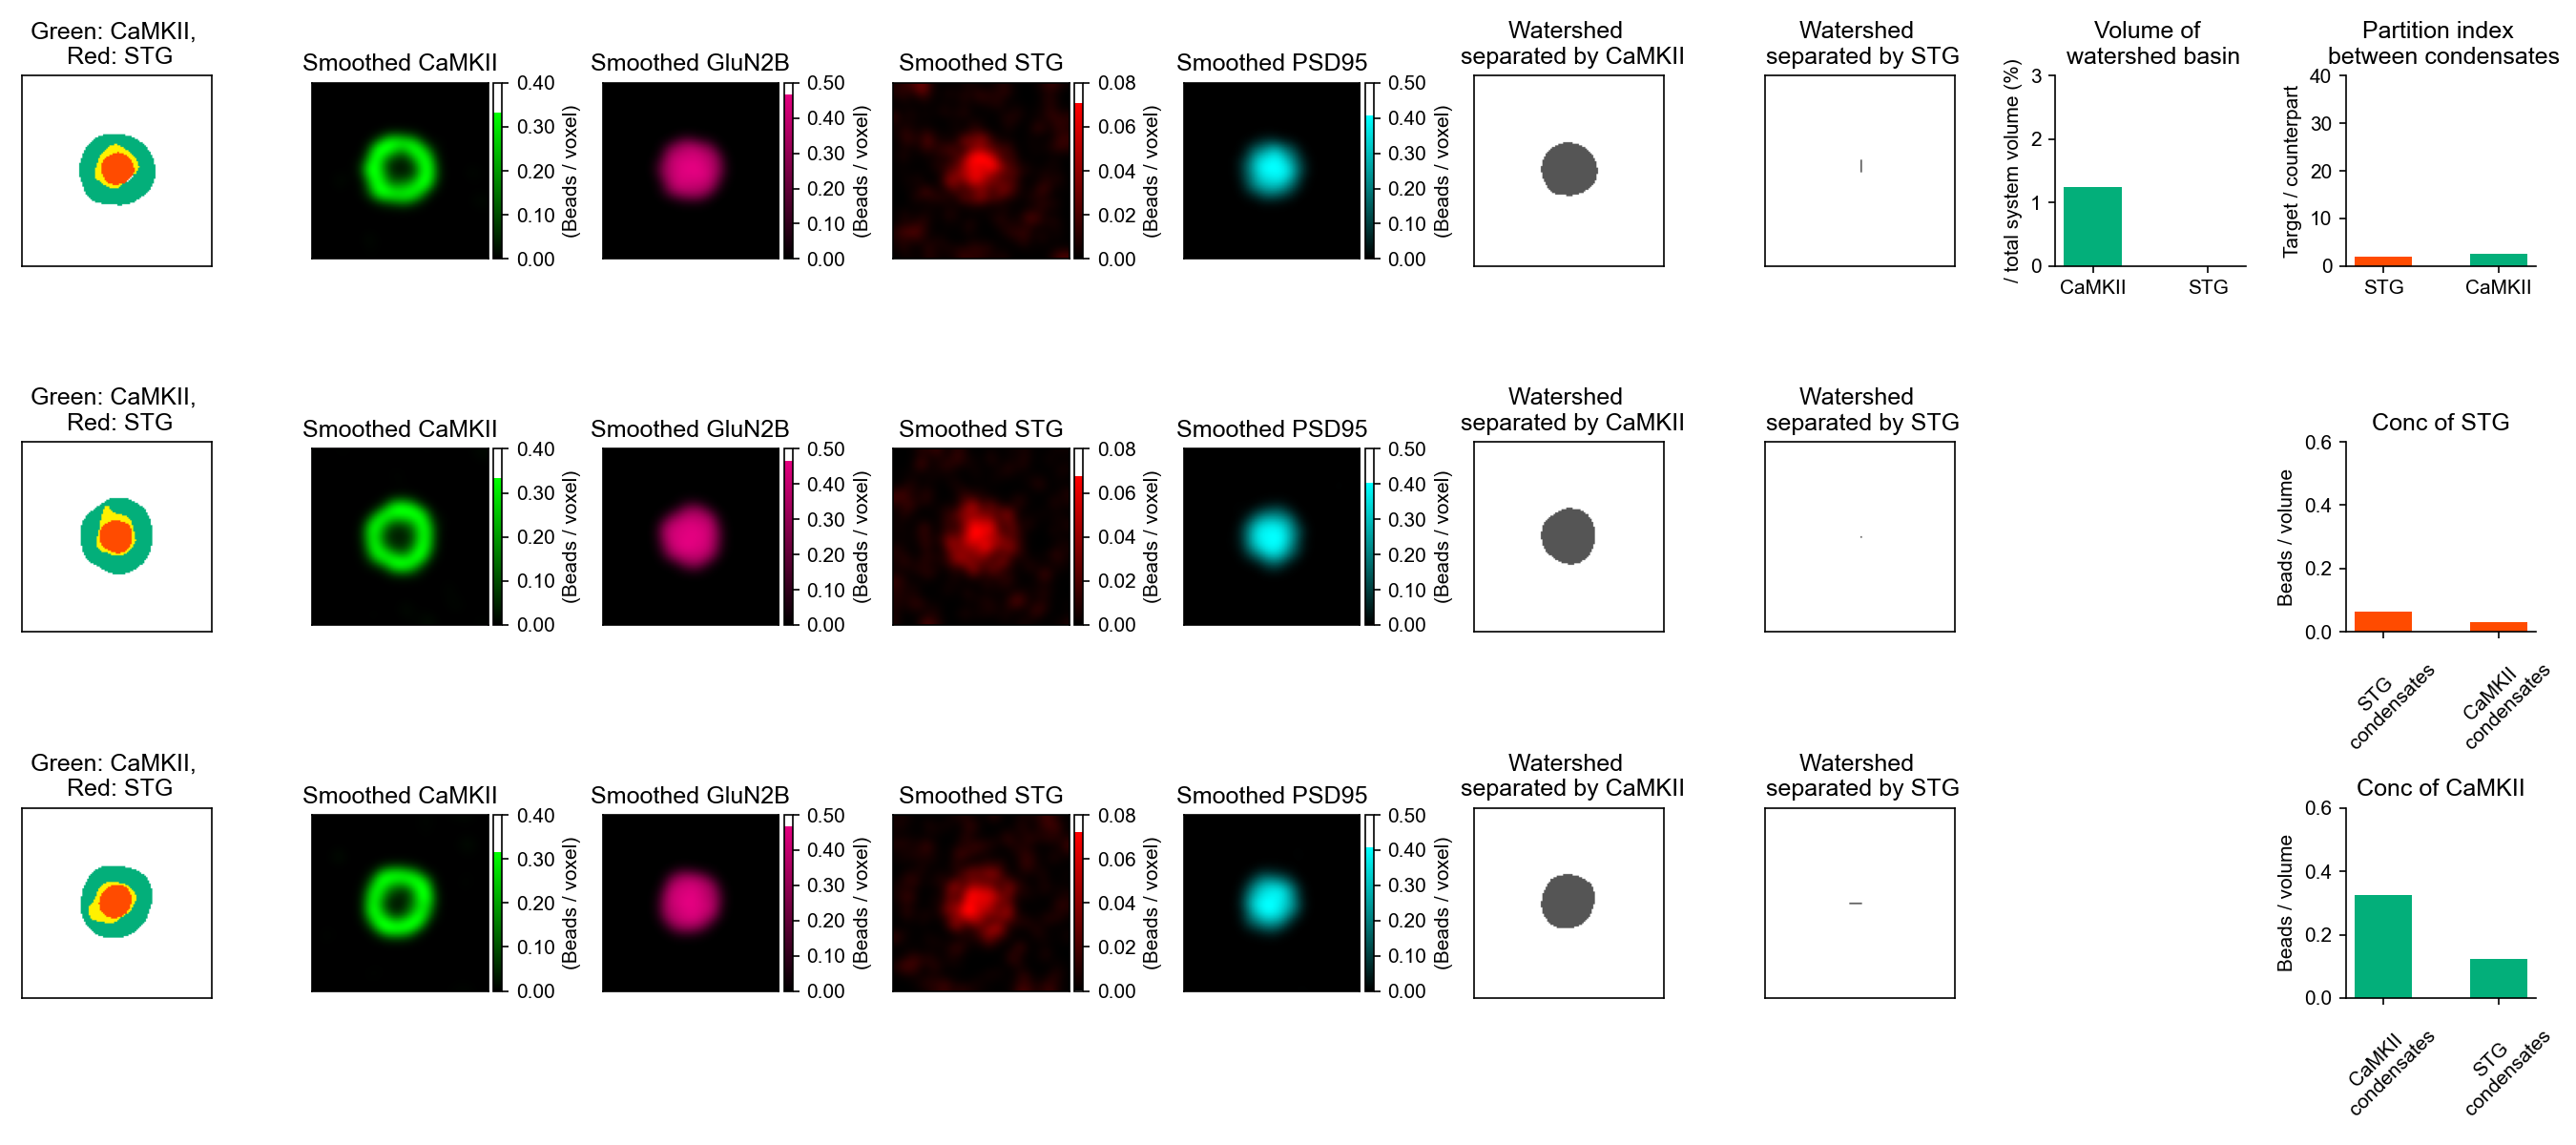 Green: CaMKII,
Red: STG
Smoothed CaMKII
0.40
0.30
0.20
0.10
0.00
(Beads / voxel)
Smoothed GluN2B
0.50
0.40
0.30
0.20
0.10
0.00
(Beads / voxel)
Smoothed STG
0.08
0.06
0.04
0.02
0.00
(Beads / voxel)
Smoothed PSD95
0.50
0.40
0.30
0.20
0.10
0.00
(Beads / voxel)
Watershed
separated by CaMKII
Watershed
separated by STG
Volume of
watershed basin
/ total system volume (%)
3
2
1
0
CaMKII
STG
Partition index
between condensates
Target / counterpart
40
30
20
10
0
STG
CaMKII
Green: CaMKII,
Red: STG
Smoothed CaMKII
0.40
0.30
0.20
0.10
0.00
(Beads / voxel)
Smoothed GluN2B
0.50
0.40
0.30
0.20
0.10
0.00
(Beads / voxel)
Smoothed STG
0.08
0.06
0.04
0.02
0.00
(Beads / voxel)
Smoothed PSD95
0.50
0.40
0.30
0.20
0.10
0.00
(Beads / voxel)
Watershed
separated by CaMKII
Watershed
separated by STG
Conc of STG
Beads / volume
0.6
0.4
0.2
0.0
STG
condensates
CaMKII
condensates
Green: CaMKII,
Red: STG
Smoothed CaMKII
0.40
0.30
0.20
0.10
0.00
(Beads / voxel)
Smoothed GluN2B
0.50
0.40
0.30
0.20
0.10
0.00
(Beads / voxel)
Smoothed STG
0.08
0.06
0.04
0.02
0.00
(Beads / voxel)
Smoothed PSD95
0.50
0.40
0.30
0.20
0.10
0.00
(Beads / voxel)
Watershed
separated by CaMKII
Watershed
separated by STG
Conc of CaMKII
Beads / volume
0.6
0.4
0.2
0.0
CaMKII
condensates
STG
condensates